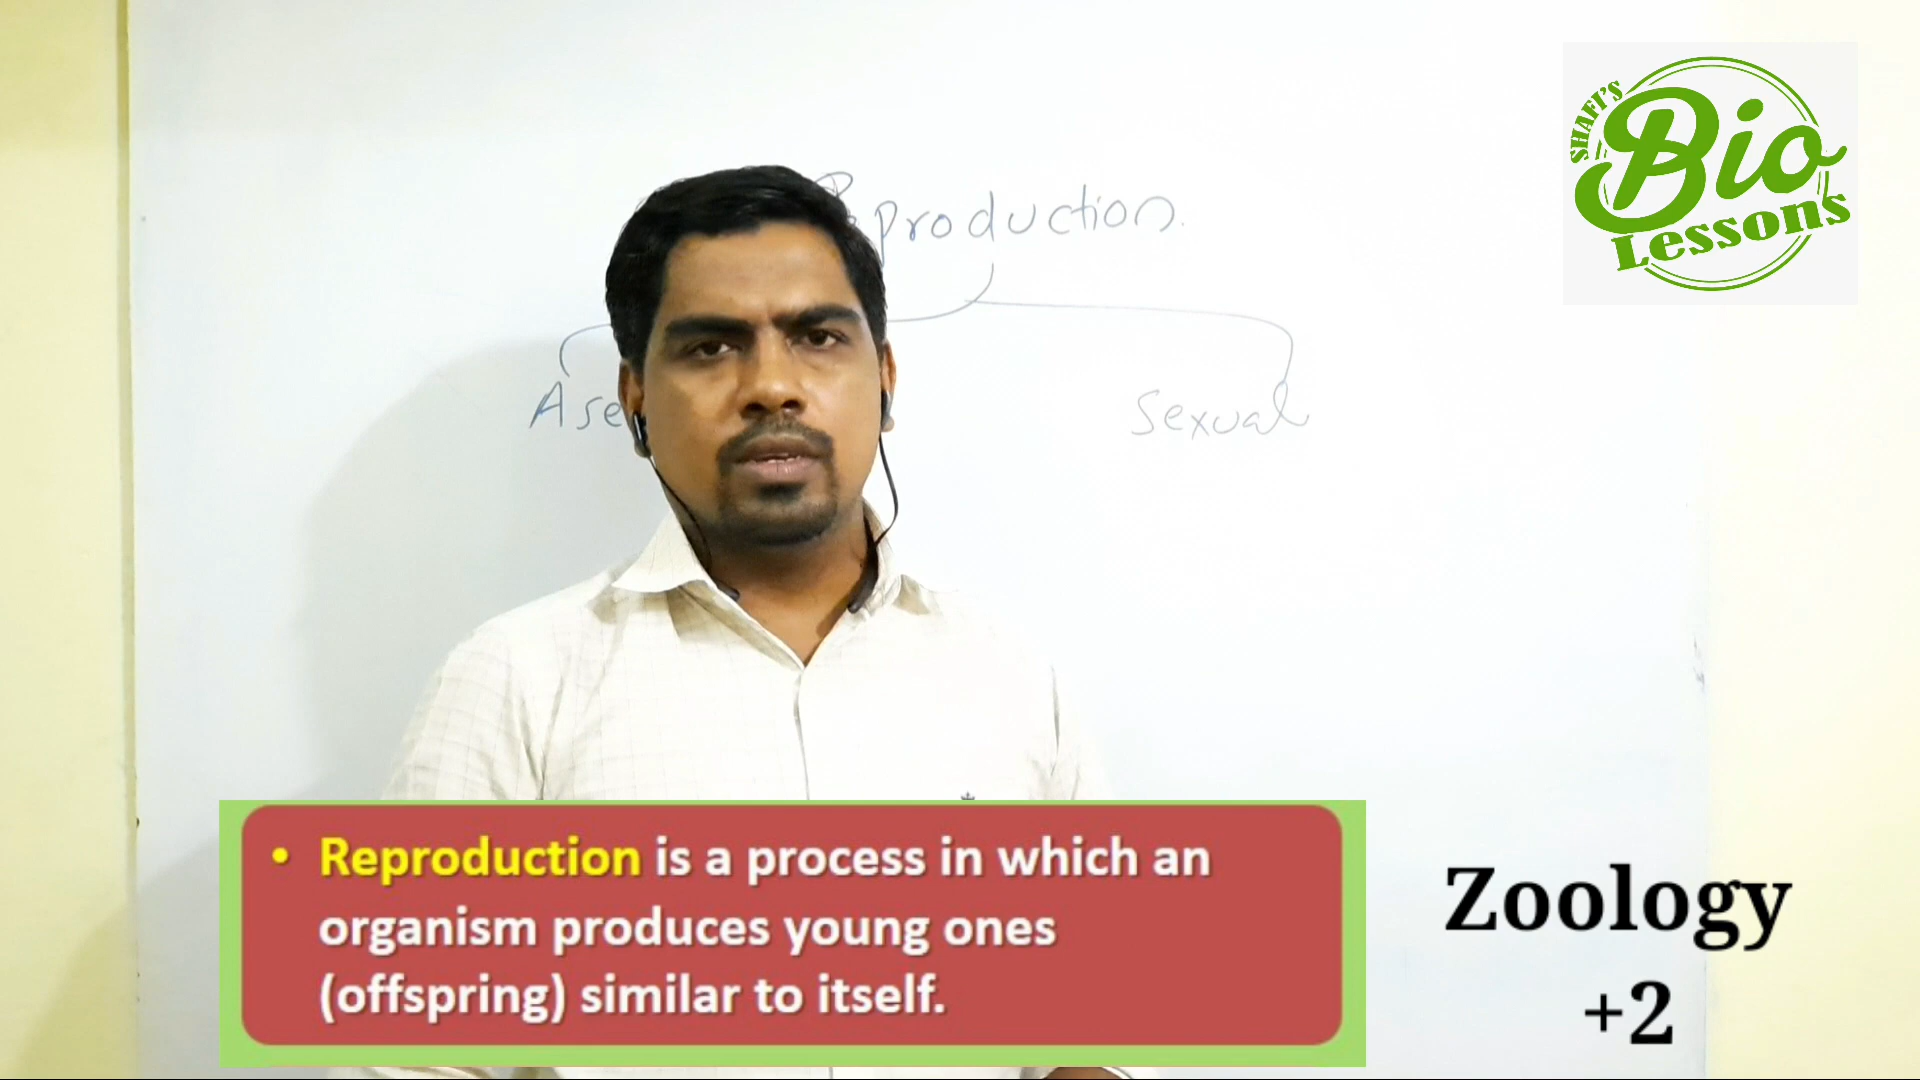 SHAFI'S
Bio
Lessons
production.
Ase
Sexual
• Reproduction is a process in which an
organism produces young ones
(offspring) similar to itself.
Zoology
+2